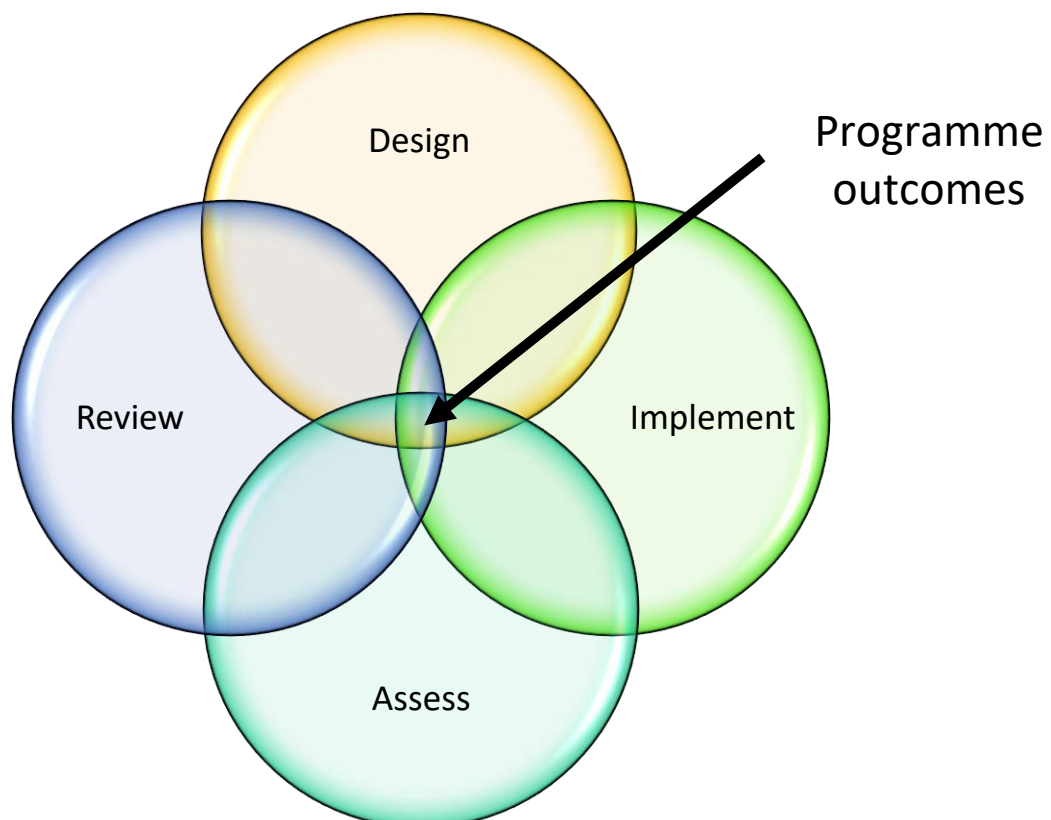 Design
Programme
outcomes
Review
Implement
Assess